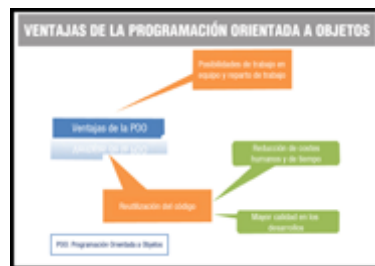 VENTAJAS DE LA PROGRAMACIÓN ORIENTADA A OBJETOS
Posibilidades de trabajo en
equipo y reparto de trabajo
Ventajas de la POO
Reducción de costos
humanos y de tiempo
Reutilización del código
Mayor calidad en los
desarrollos
POO: Programación Orientada a Objetos